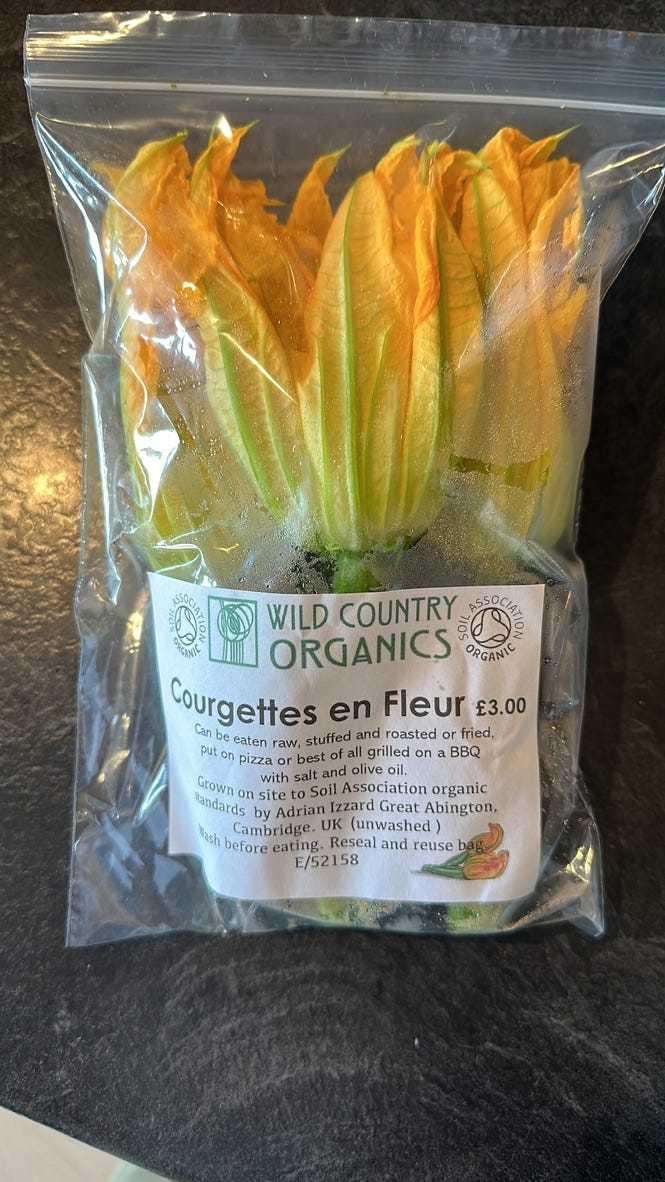 SOIL ASSOCIATION ORGANIC
WILD COUNTRY
ORGANICS
SOIL ASSOCIATION ORGANIC
Courgettes en Fleur £3.00
Can be eaten raw, stuffed and roasted or fried,
put on pizza or best of all grilled on a BBQ
with salt and olive oil.
Grown on site to Soil Association organic
standards by Adrian Izzard Great Abington,
Cambridge. UK (unwashed )
Wash before eating. Reseal and reuse bag
E/52158